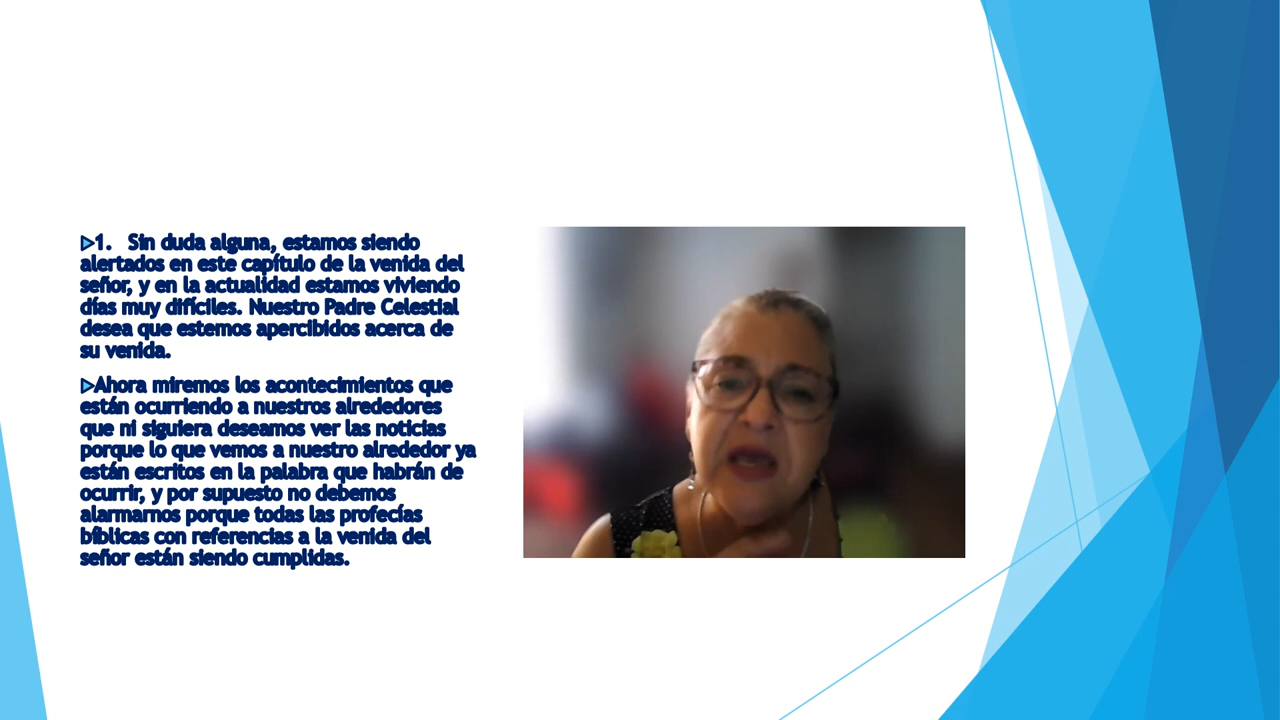 1. Sin duda alguna, estamos siendo
alertados en este capítulo de la venida del
señor, y en la actualidad estamos viviendo
días muy difíciles. Nuestro Padre Celestial
desea que estemos apercibidos acerca de
su venida.
Ahora miremos los acontecimientos que
están ocurriendo a nuestros alrededores
que ni siguiera deseamos ver las noticias
porque lo que vemos a nuestro alrededor ya
están escritos en la palabra que habrán de
ocurrir, y por supuesto no debemos
alarmarnos porque todas las profecías
bíblicas con referencias a la venida del
señor están siendo cumplidas.